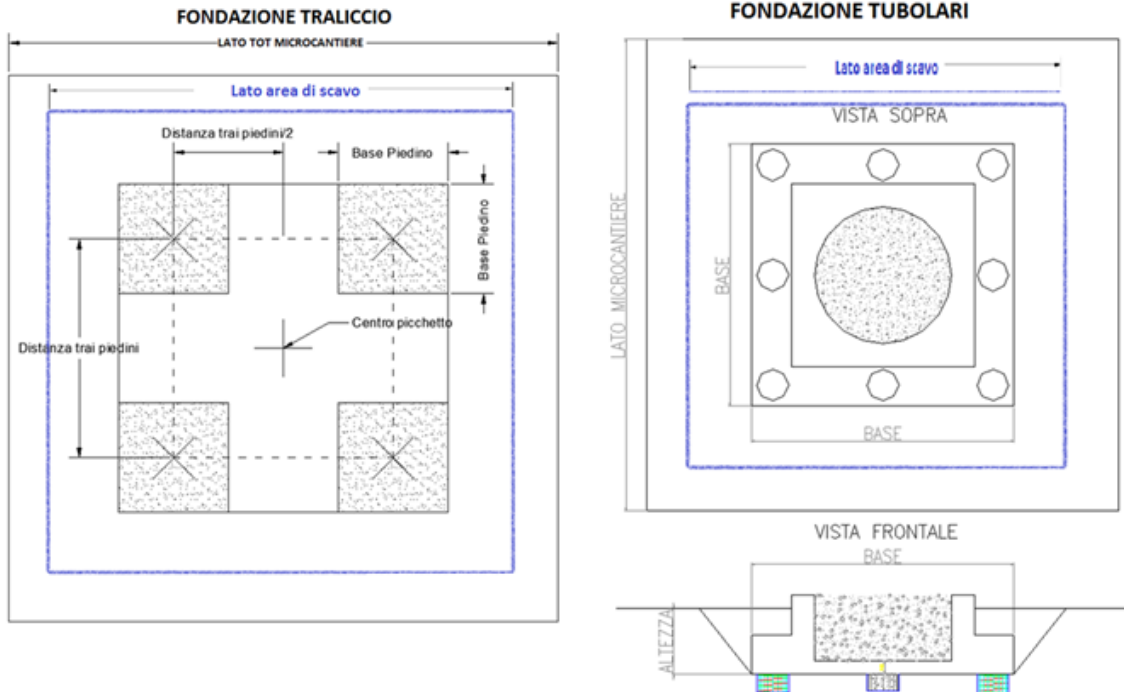 FONDAZIONE TRALICCIO
LATO TOT MICROCANTIERE
Lato area di scavo
Distanza trai piedini/2
Base Piedino
Base Piedino
Centro picchetto
Distanza trai piedini
FONDAZIONE TUBOLARI
Lato area di scavo
VISTA SOPRA
LATO MICROCANTIERE
BASE
BASE
VISTA FRONTALE
BASE
ALTEZZA